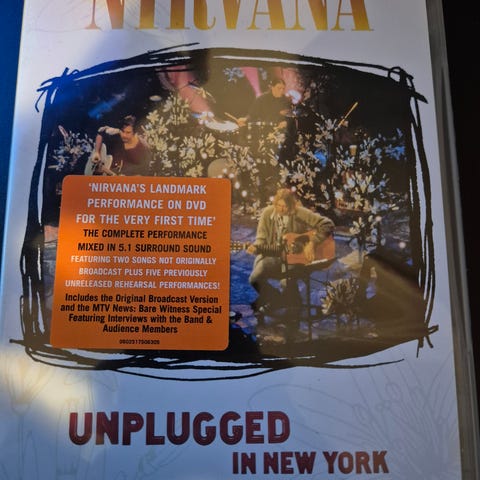 NIRVANA
'NIRVANA'S LANDMARK
PERFORMANCE ON DVD
FOR THE VERY FIRST TIME'
THE COMPLETE PERFORMANCE
MIXED IN 5.1 SURROUND SOUND
FEATURING TWO SONGS NOT ORIGINALLY
BROADCAST PLUS FIVE PREVIOUSLY
UNRELEASED REHEARSAL PERFORMANCES!
Includes the Original Broadcast Version
and the MTV News: Bare Witness Special
Featuring Interviews with the Band &
Audience Members
UNPLUGGED
IN NEW YORK